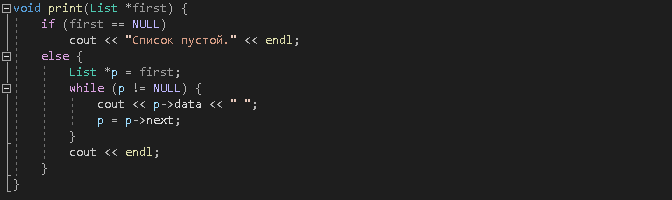 void print(List *first) {
    if (first == NULL)
        cout << "Список пустой." << endl;
    else {
        List *p = first;
        while (p != NULL) {
            cout << p->data << " ";
            p = p->next;
        }
        cout << endl;
    }
}